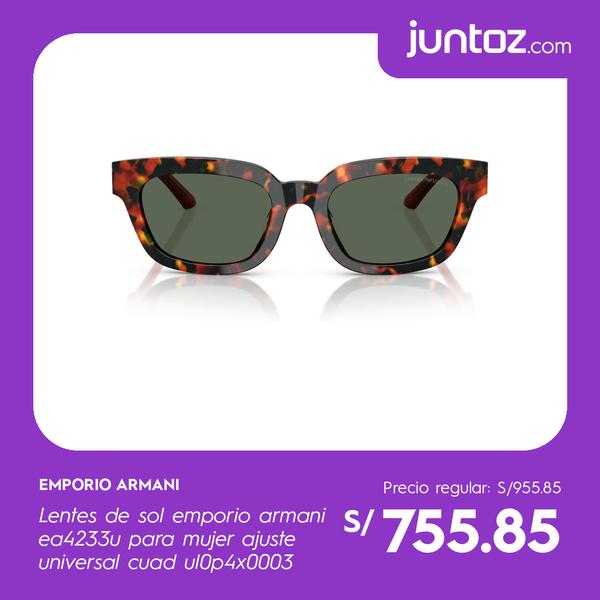 juntoz.com
EMPORIO ARMANI
Lentes de sol emporio armani
ea4233u para mujer ajuste
universal cuad ul0p4x0003
Precio regular: S/955.85
S/ 755.85